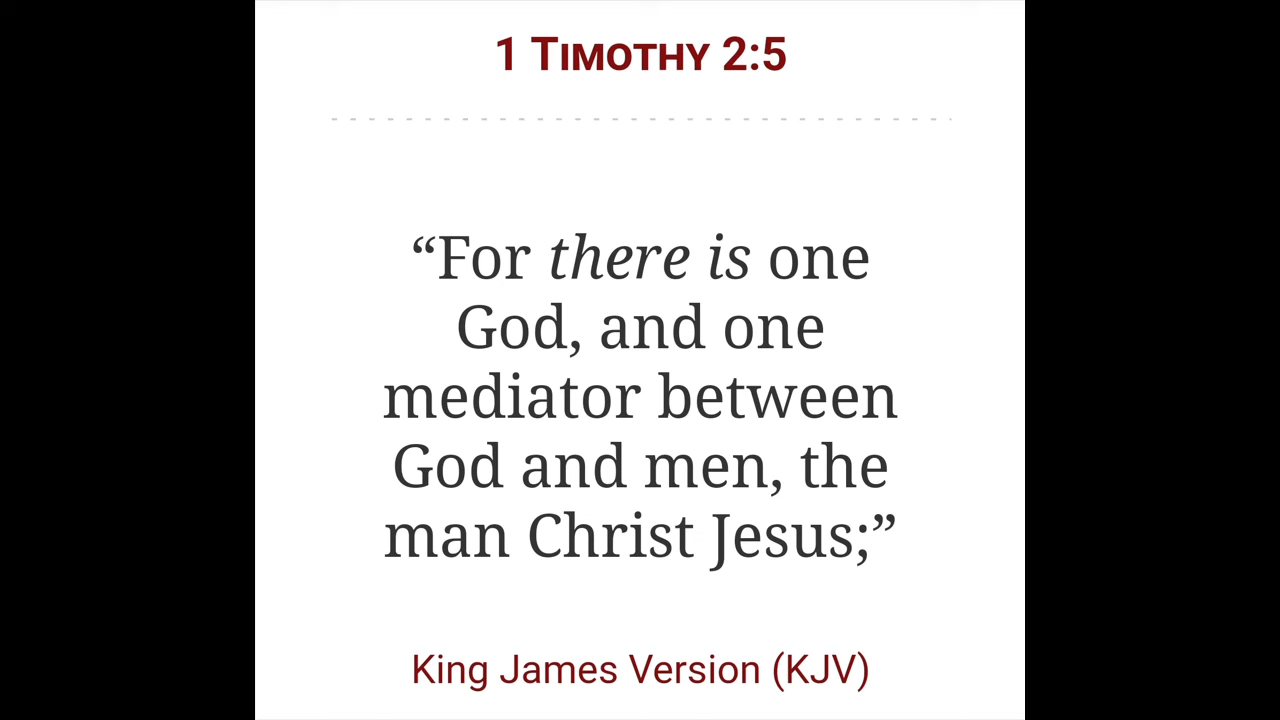 1 Timothy 2:5
“For there is one
God, and one
mediator between
God and men, the
man Christ Jesus;”
King James Version (KJV)